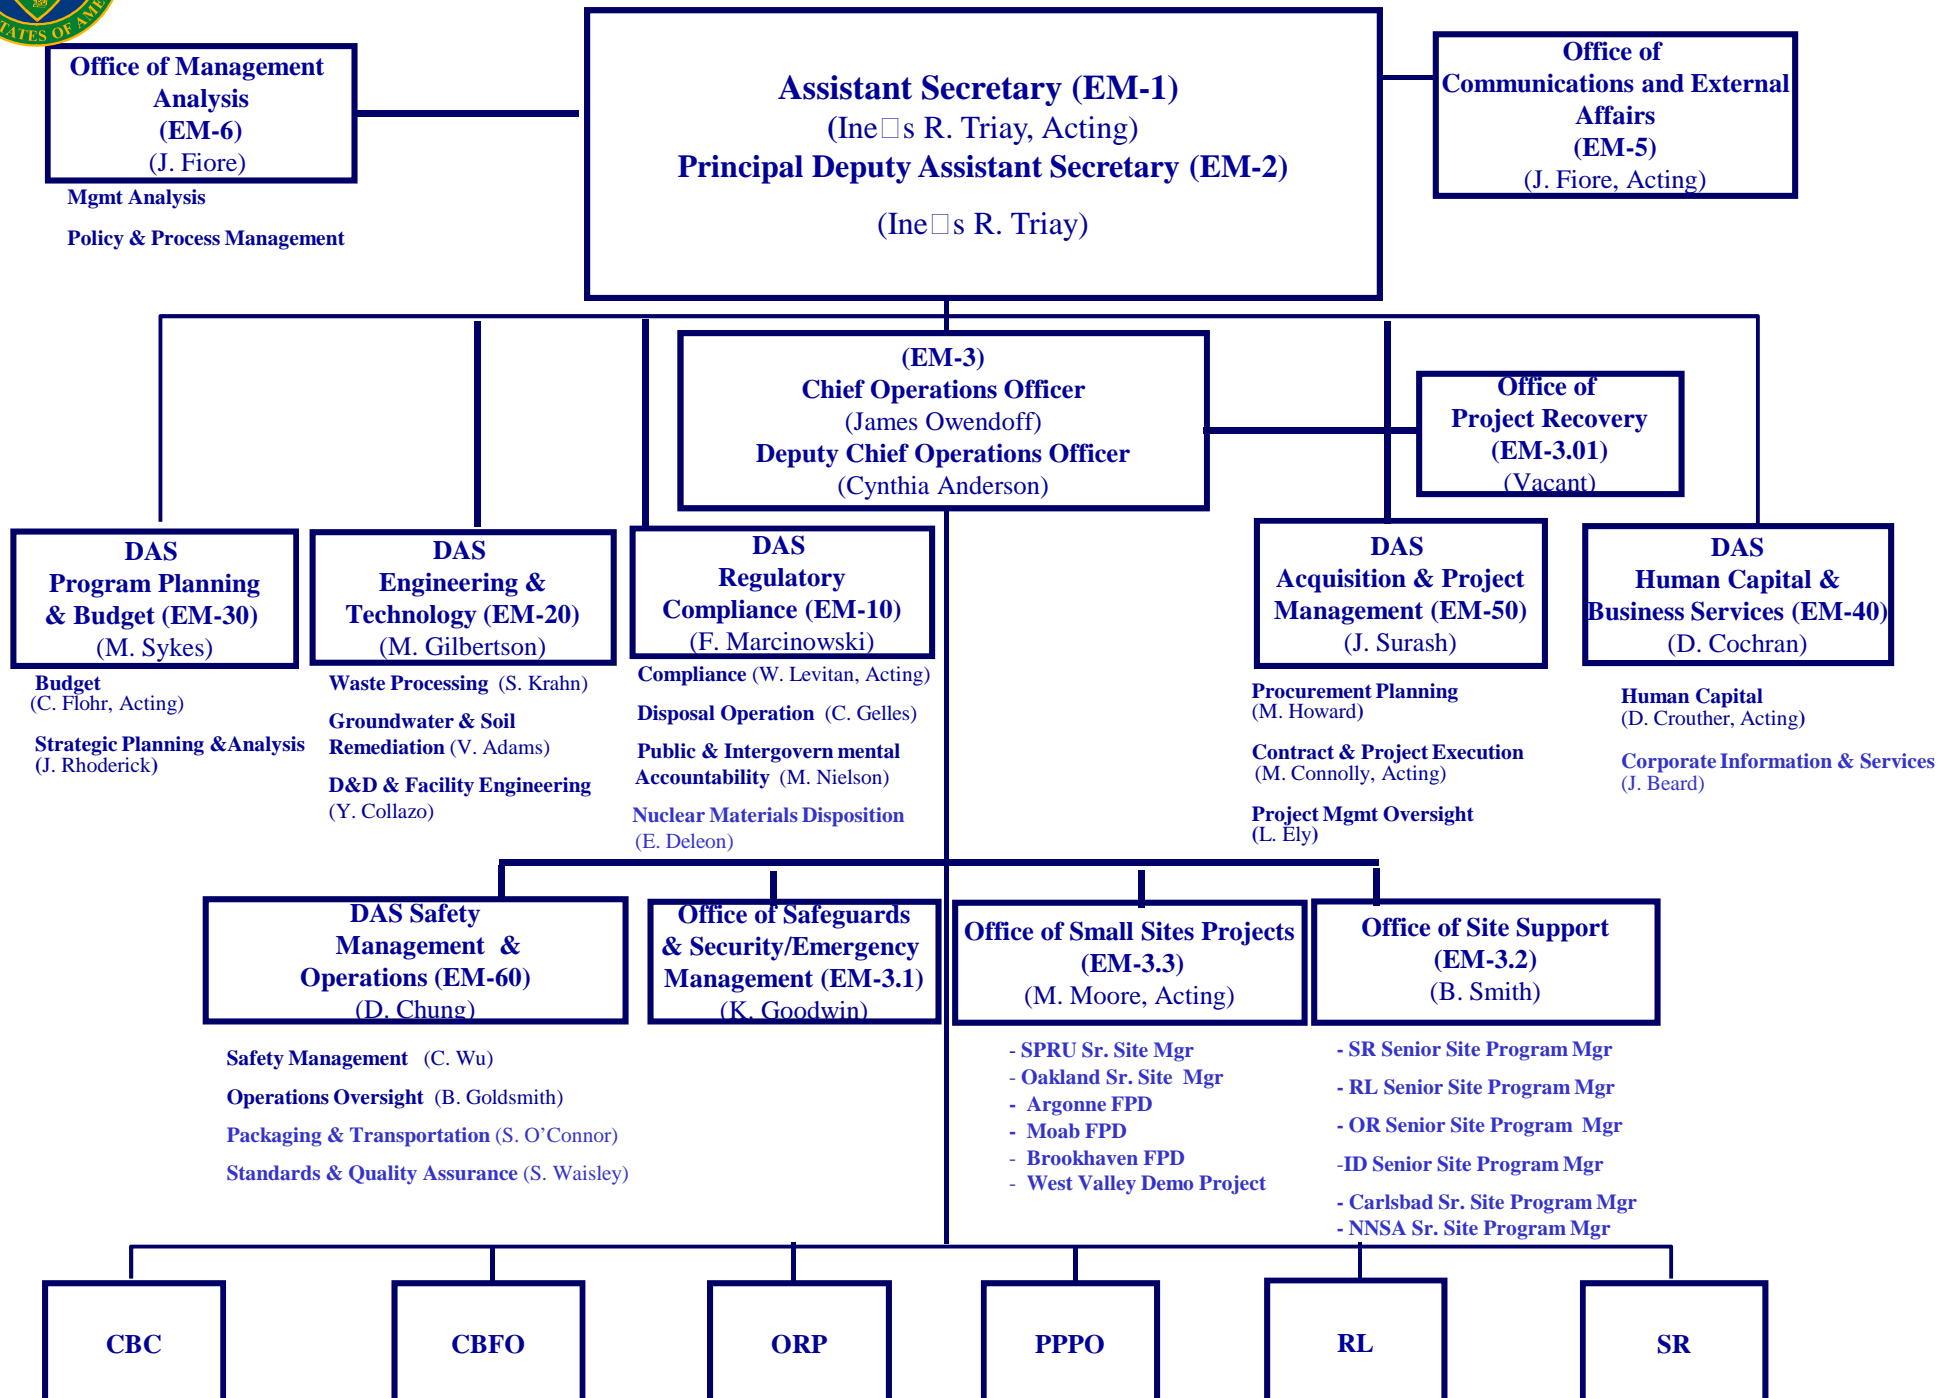 TATES OF AME
Office of Management
Analysis
(EM-6)
(J. Fiore)
Mgmt Analysis
Policy & Process Management
Assistant Secretary (EM-1)
(Ine□s R. Triay, Acting)
Principal Deputy Assistant Secretary (EM-2)
(Ine□s R. Triay)
Office of
Communications and External
Affairs
(EM-5)
(J. Fiore, Acting)
(EM-3)
Chief Operations Officer
(James Owendoff)
Deputy Chief Operations Officer
(Cynthia Anderson)
Office of
Project Recovery
(EM-3.01)
(Vacant)
DAS
Program Planning
& Budget (EM-30)
(M. Sykes)
Budget
(C. Flohr, Acting)
Strategic Planning &Analysis
(J. Rhoderick)
DAS
Engineering &
Technology (EM-20)
(M. Gilbertson)
Waste Processing (S. Krahn)
Groundwater & Soil
Remediation (V. Adams)
D&D & Facility Engineering
(Y. Collazo)
DAS
Regulatory
Compliance (EM-10)
(F. Marcinowski)
Compliance (W. Levitan, Acting)
Disposal Operation (C. Gelles)
Public & Intergovern mental
Accountability (M. Nielson)
Nuclear Materials Disposition
(E. Deleon)
DAS
Acquisition & Project
Management (EM-50)
(J. Surash)
Procurement Planning
(M. Howard)
Contract & Project Execution
(M. Connolly, Acting)
Project Mgmt Oversight
(L. Ely)
DAS
Human Capital &
Business Services (EM-40)
(D. Cochran)
Human Capital
(D. Crouther, Acting)
Corporate Information & Services
(J. Beard)
DAS Safety
Management &
Operations (EM-60)
(D. Chung)
Safety Management (C. Wu)
Operations Oversight (B. Goldsmith)
Packaging & Transportation (S. O’Connor)
Standards & Quality Assurance (S. Waisley)
Office of Safeguards
& Security/Emergency
Management (EM-3.1)
(K. Goodwin)
Office of Small Sites Projects
(EM-3.3)
(M. Moore, Acting)
- SPRU Sr. Site Mgr
- Oakland Sr. Site Mgr
- Argonne FPD
- Moab FPD
- Brookhaven FPD
- West Valley Demo Project
Office of Site Support
(EM-3.2)
(B. Smith)
- SR Senior Site Program Mgr
- RL Senior Site Program Mgr
- OR Senior Site Program Mgr
-ID Senior Site Program Mgr
- Carlsbad Sr. Site Program Mgr
- NNSA Sr. Site Program Mgr
CBC
CBFO
ORP
PPPO
RL
SR